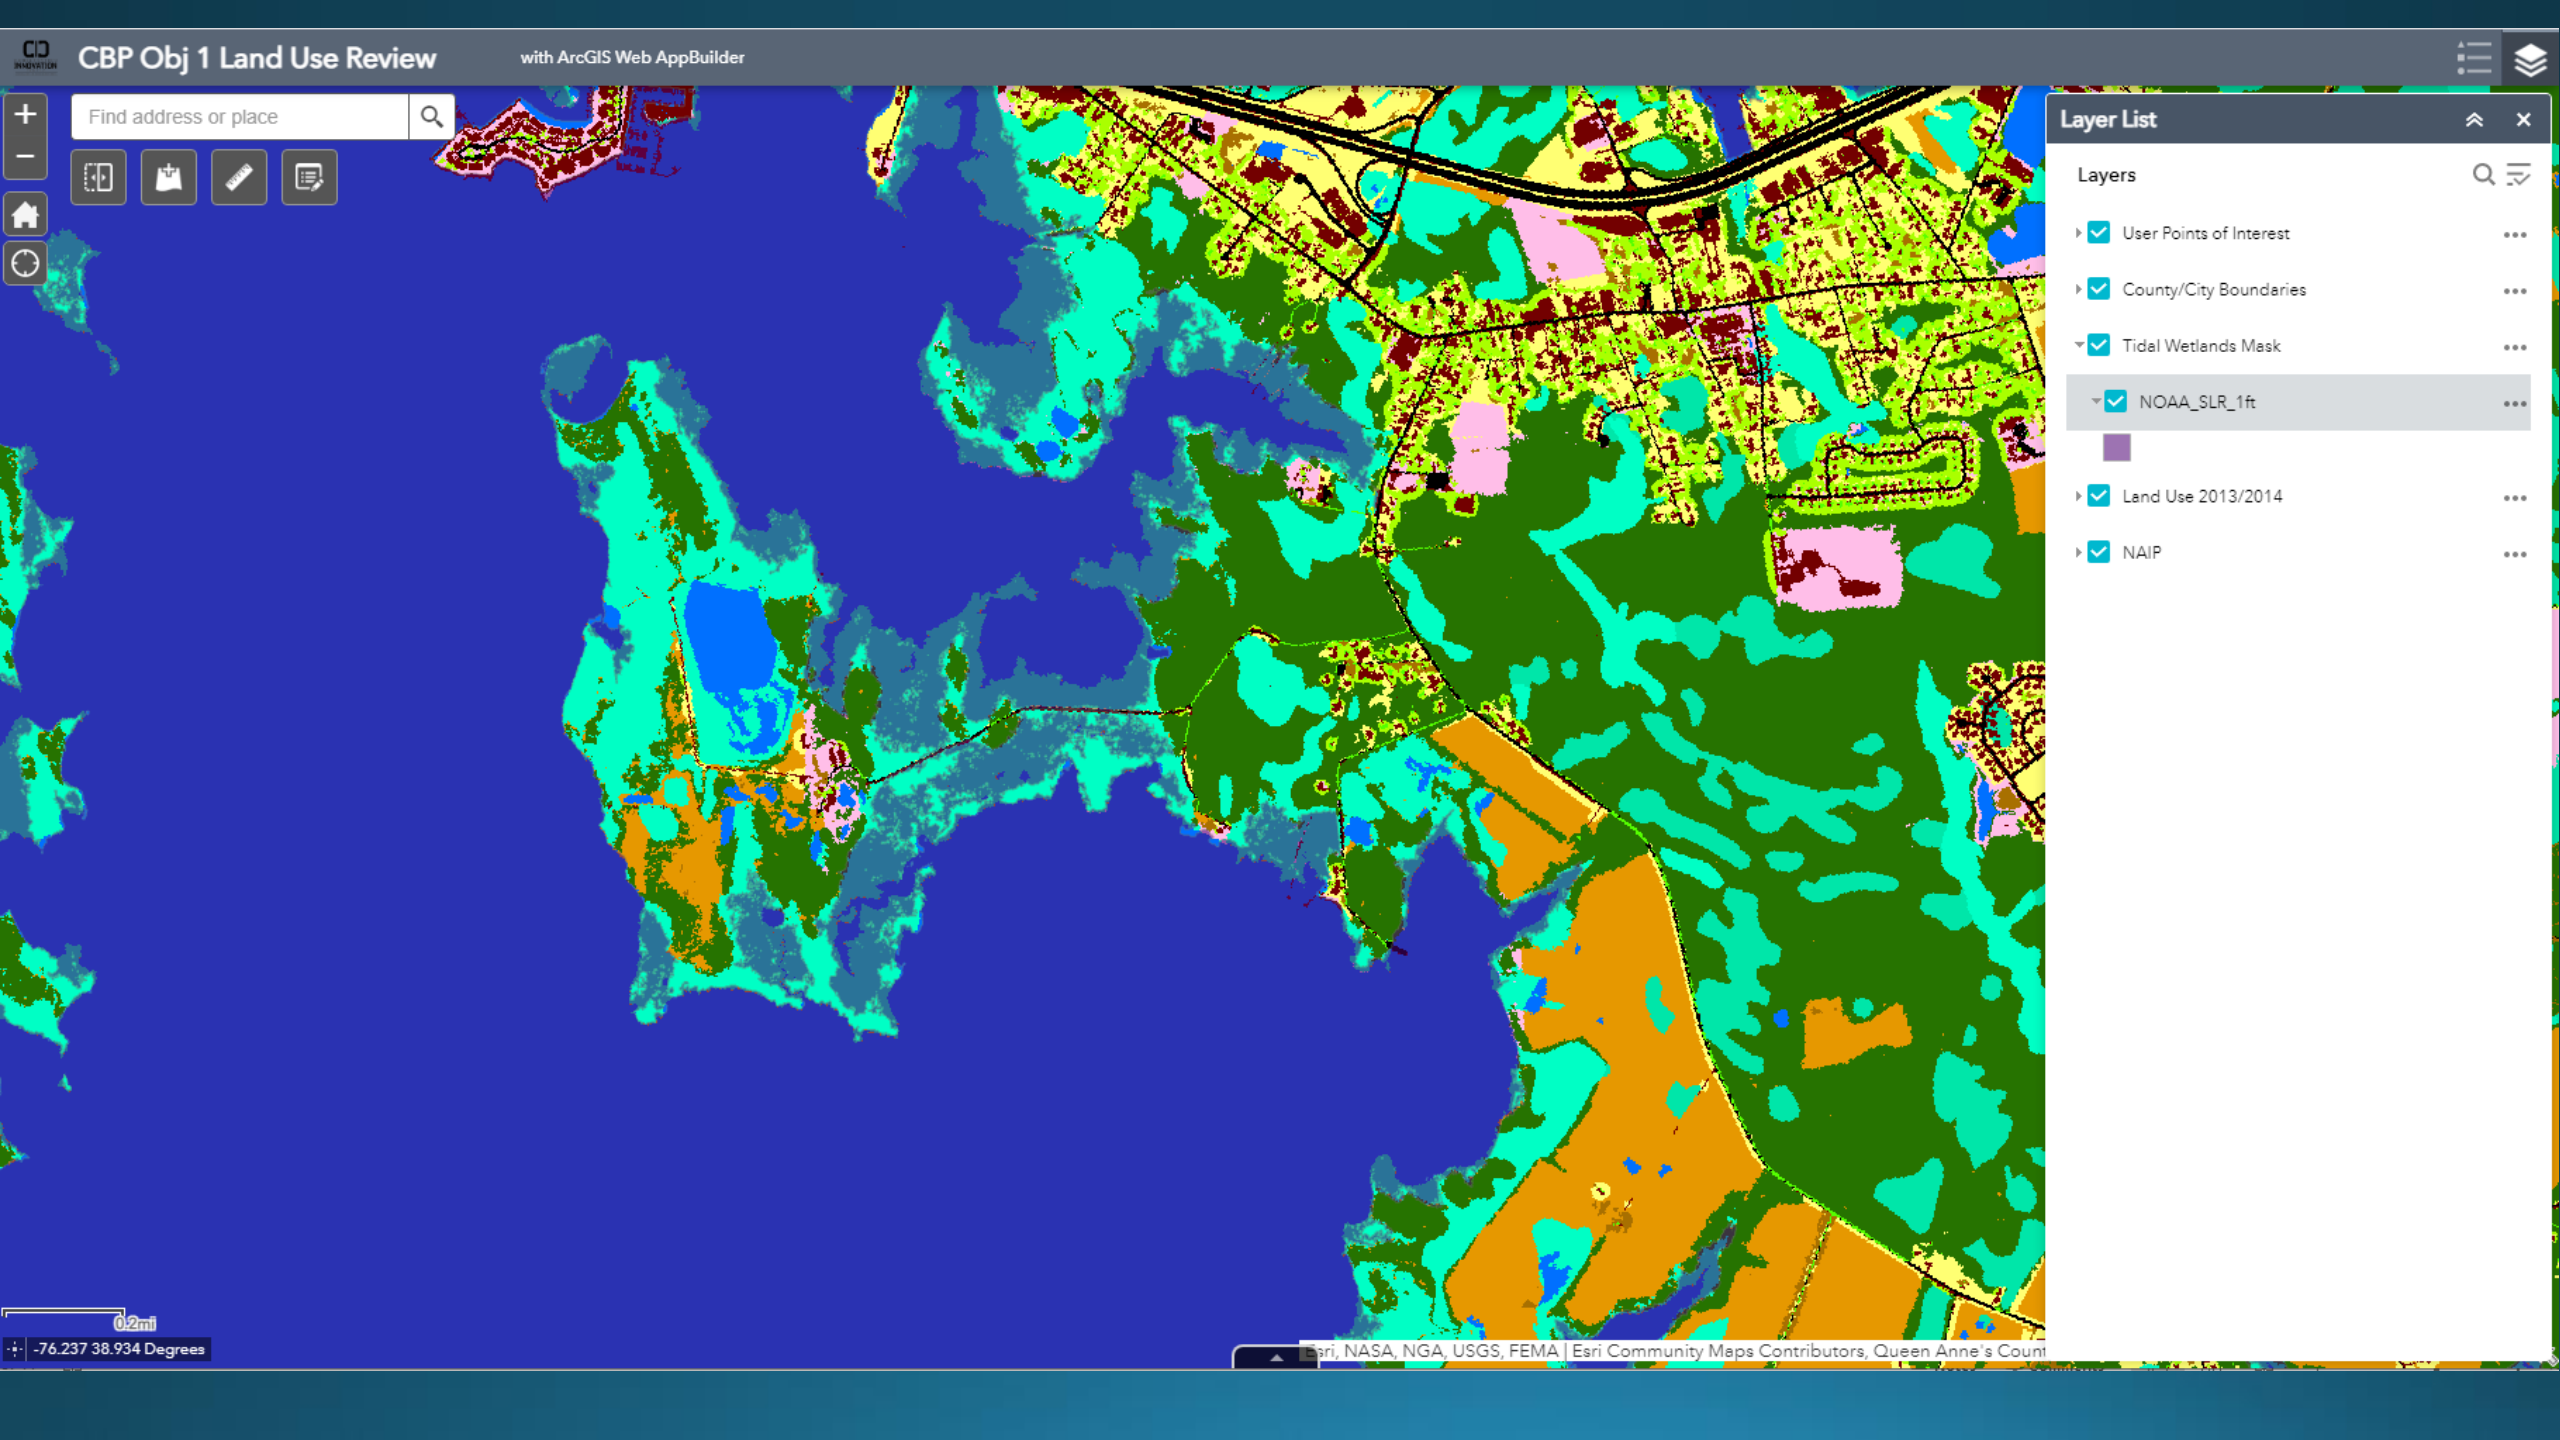 CBP Obj 1 Land Use Review
with ArcGIS Web AppBuilder
INNOVATION
Find address or place
Layer List
Layers
User Points of Interest
County/City Boundaries
Tidal Wetlands Mask
NOAA_SLR_1ft
Land Use 2013/2014
NAIP
0.2mi
-76.237 38.934 Degrees
Esri, NASA, NGA, USGS, FEMA | Esri Community Maps Contributors, Queen Anne's Count